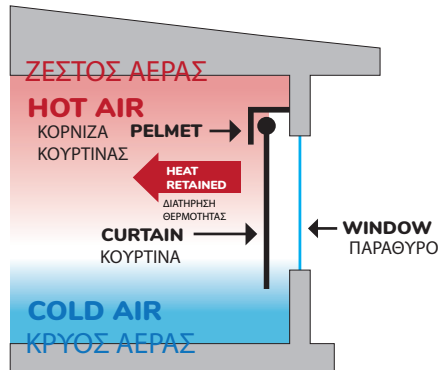 ΖΕΣΤΟΣ ΑΕΡΑΣ
HOT AIR
ΚΟΡΝΙΖΑ
ΚΟΥΡΤΙΝΑΣ
PELMET
HEAT
RETAINED
ΔΙΑΤΗΡΗΣΗ
ΘΕΡΜΟΤΗΤΑΣ
CURTAIN
ΚΟΥΡΤΙΝΑ
WINDOW
ΠΑΡΑΘΥΡΟ
COLD AIR
ΚΡΥΟΣ ΑΕΡΑΣ